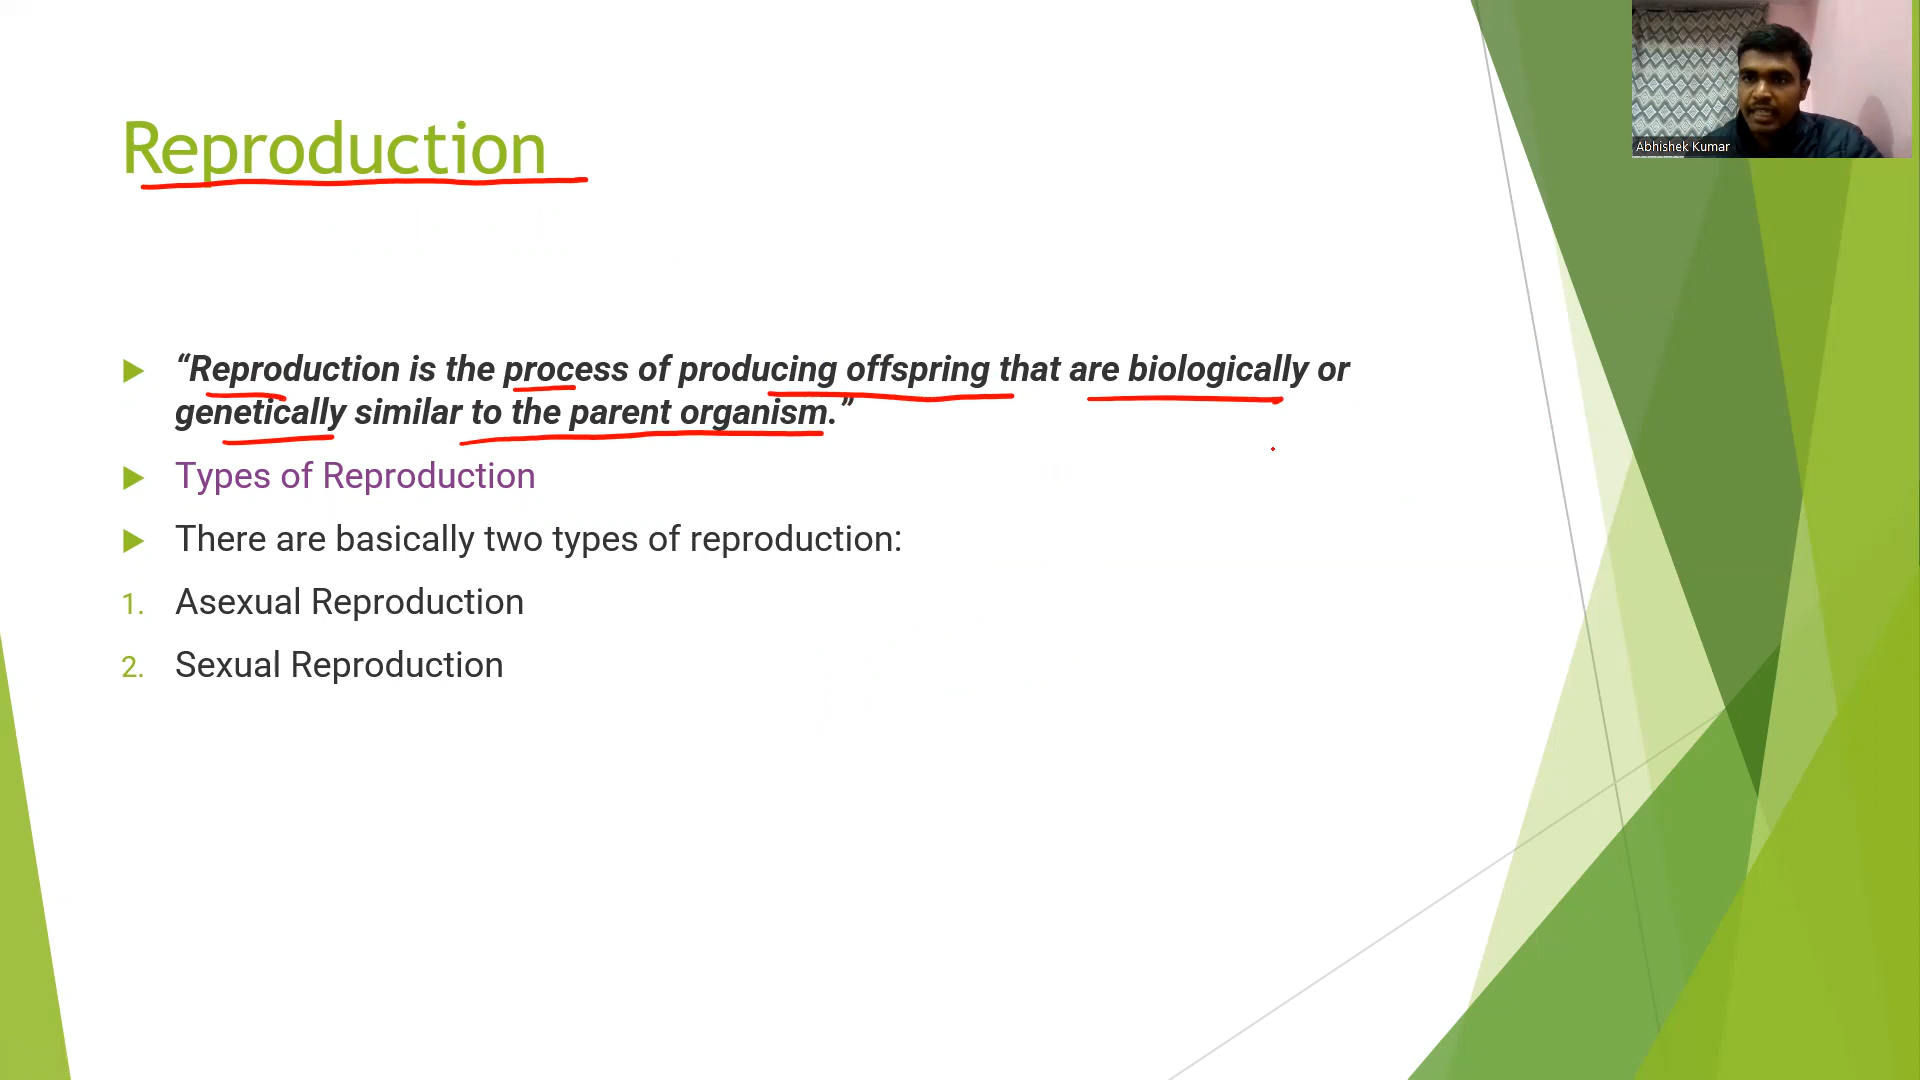 Abhishek Kumar
Reproduction
“Reproduction is the process of producing offspring that are biologically or
genetically similar to the parent organism.”
Types of Reproduction
There are basically two types of reproduction:
1. Asexual Reproduction
2. Sexual Reproduction